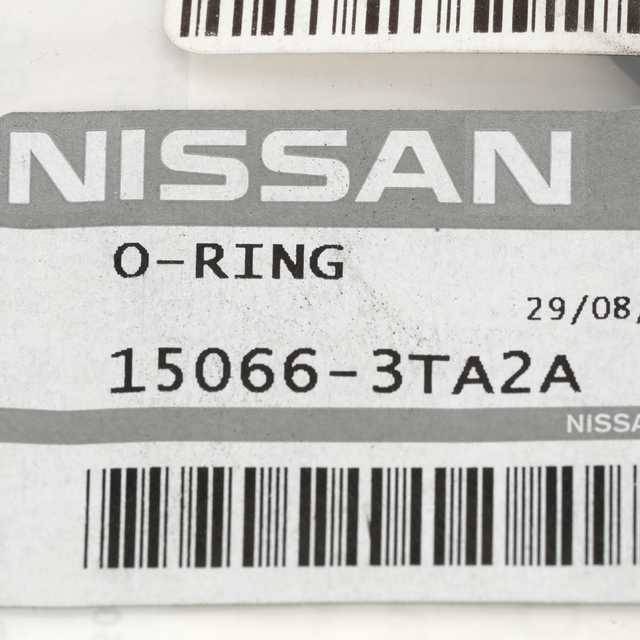 NISSAN
O-RING
29/08/
15066-3TA2A
NISSA